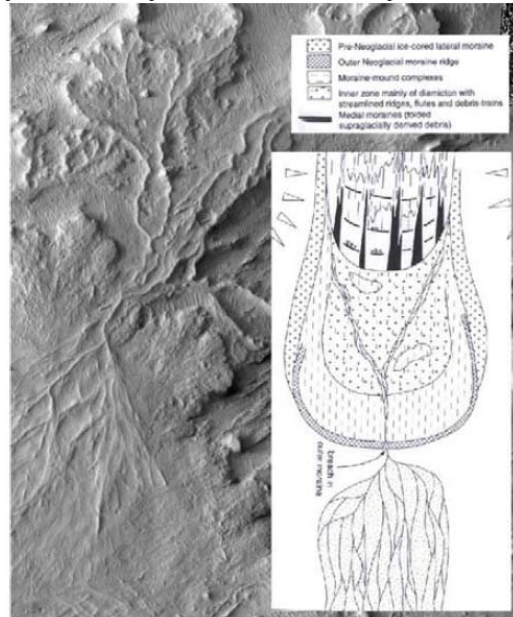 Pre-Neoglacial ice-cored lateral moraine
Outer Neoglacial moraine ridge
Moraine-mound complexes
Inner zone mainly of diamicton with
streamlined ridges, flutes and debris-trains
Medial moraines (folded
supraglacially derived debris)
breach in
outer moraine